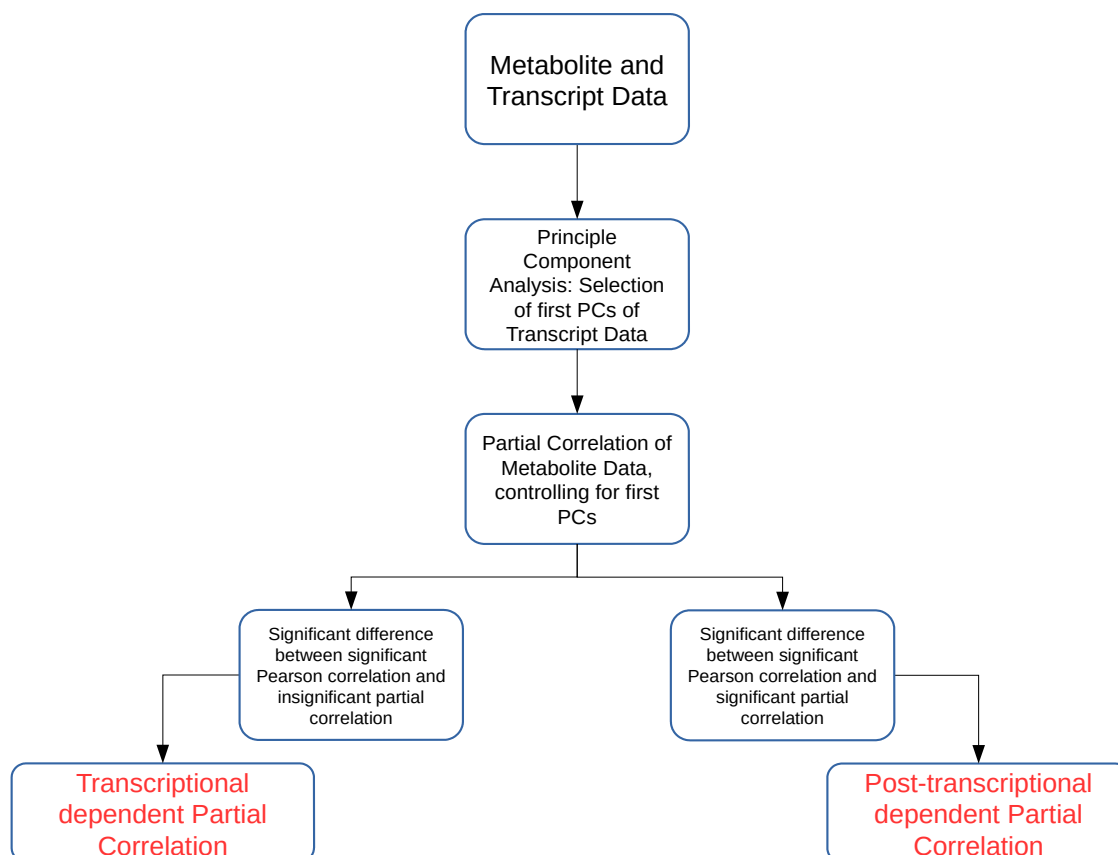 Metabolite and
Transcript Data
Principle
Component
Analysis: Selection
of first PCs of
Transcript Data
Partial Correlation of
Metabolite Data,
controlling for first
PCs
Significant difference
between significant
Pearson correlation and
insignificant partial
correlation
Significant difference
between significant
Pearson correlation and
significant partial
correlation
Transcriptional
dependent Partial
Correlation
Post-transcriptional
dependent Partial
Correlation